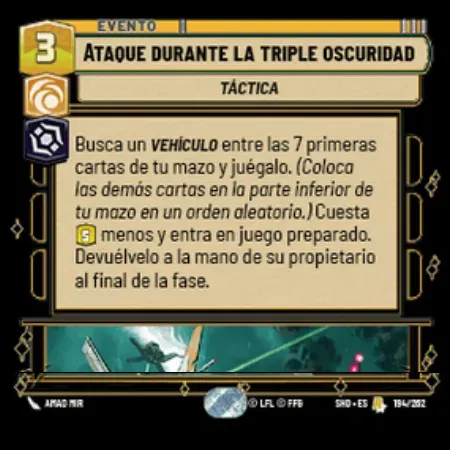 EVENTO
3
ATAQUE DURANTE LA TRIPLE OSCURIDAD
TÁCTICA
Busca un VEHÍCULO entre las 7 primeras
cartas de tu mazo y juégalo. (Coloca
las demás cartas en la parte inferior de
tu mazo en un orden aleatorio.) Cuesta
5 menos y entra en juego preparado.
Devuélvelo a la mano de su propietario
al final de la fase.
AMAD MIR
© LFL © FFG
SHD • ES
194/262